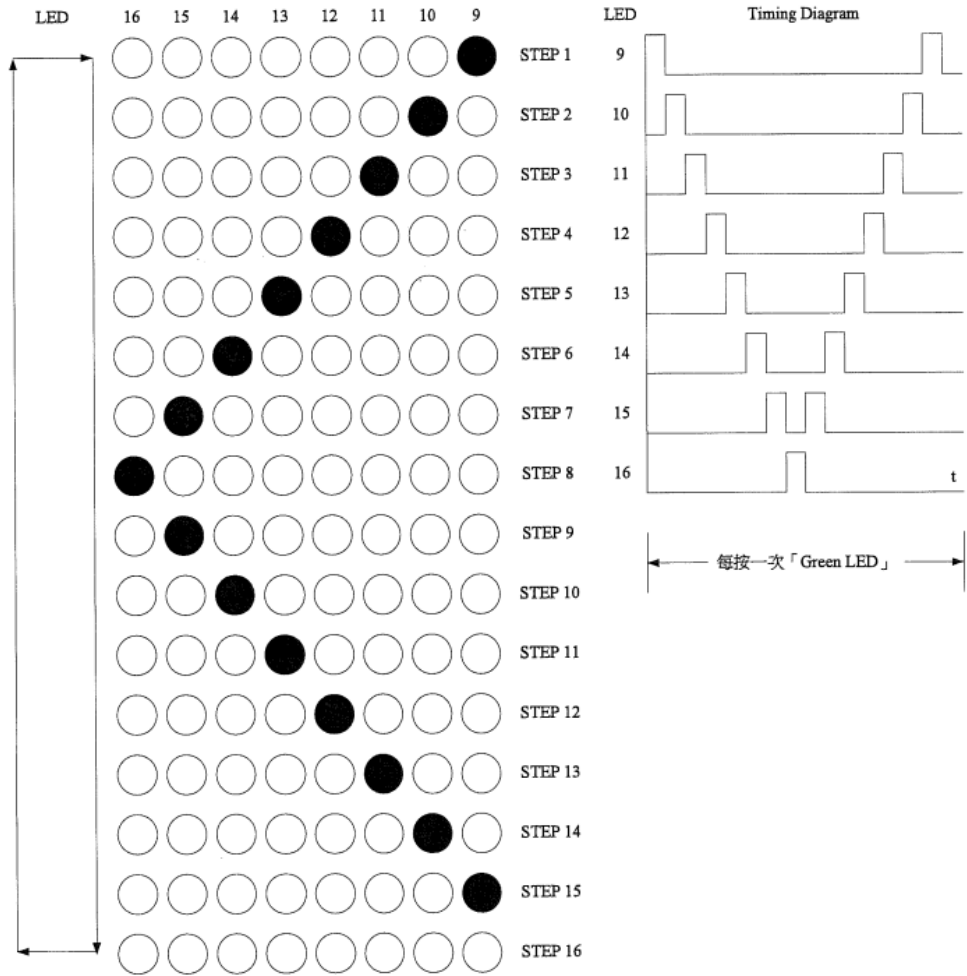 LED 16 15 14 13 12 11 10 9
STEP 1
STEP 2
STEP 3
STEP 4
STEP 5
STEP 6
STEP 7
STEP 8
STEP 9
STEP 10
STEP 11
STEP 12
STEP 13
STEP 14
STEP 15
STEP 16
LED Timing Diagram
9
10
11
12
13
14
15
16 t
每按一次「Green LED」